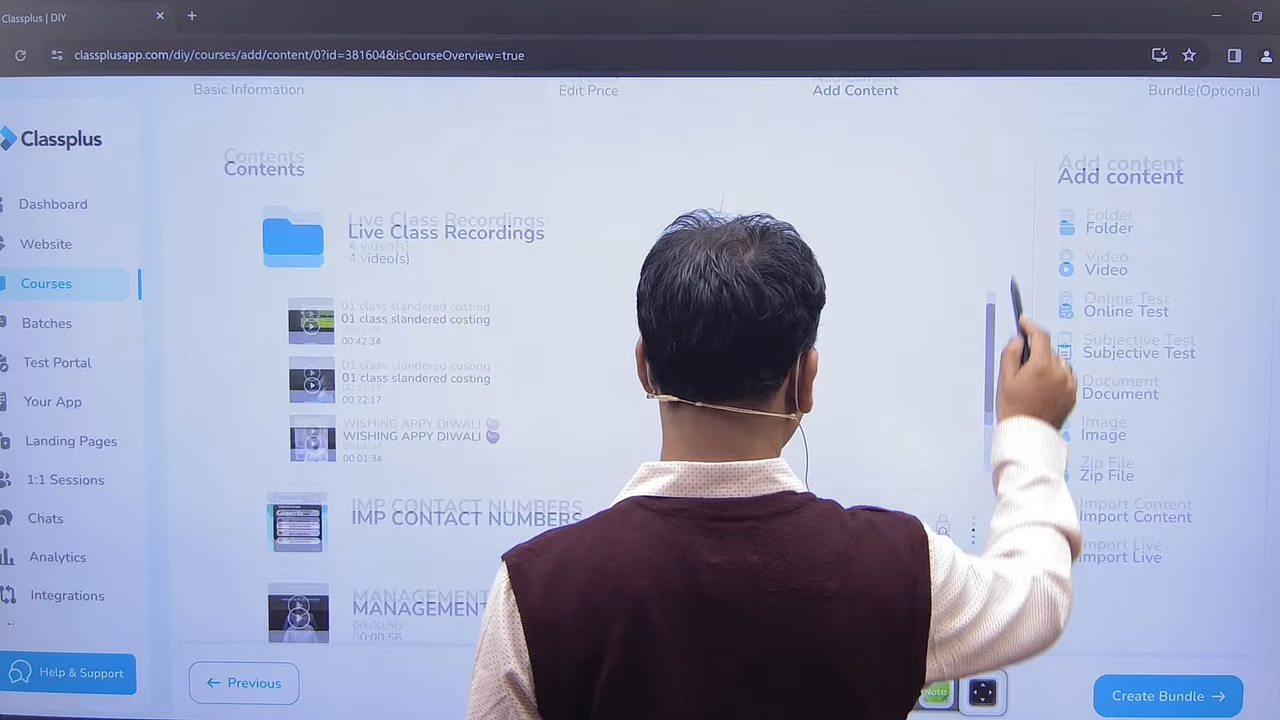 Classplus | DIY
classplusapp.com/diy/courses/add/content/0?id=381604&isCourseOverview=true
Basic Information
Edit Price
Add Content
Bundle(Optional)
Classplus
Dashboard
Website
Courses
Batches
Test Portal
Your App
Landing Pages
1:1 Sessions
Chats
Analytics
Integrations
Help & Support
Contents
Live Class Recordings
4 video(s)
01 class slandered costing
00:42:34
01 class slandered costing
00:22:17
WISHING APPY DIWALI
00:01:34
IMP CONTACT NUMBERS
MANAGEMENT
00:00:56
Previous
Note
Add content
Folder
Video
Online Test
Subjective Test
Document
Image
Zip File
Import Content
Import Live
Create Bundle